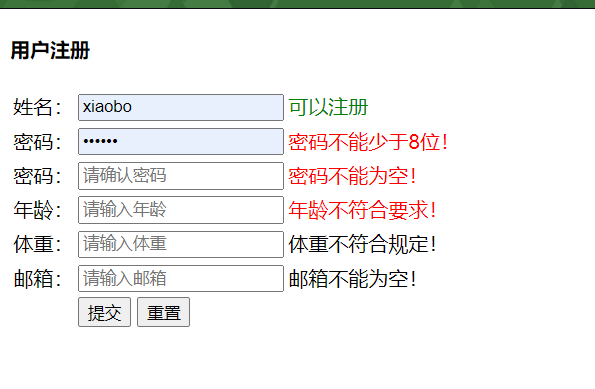 用户注册
姓名： xiaobo 可以注册
密码： •••••• 密码不能少于8位！
密码： 请确认密码 密码不能为空！
年龄： 请输入年龄 年龄不符合要求！
体重： 请输入体重 体重不符合规定！
邮箱： 请输入邮箱 邮箱不能为空！
提交 重置